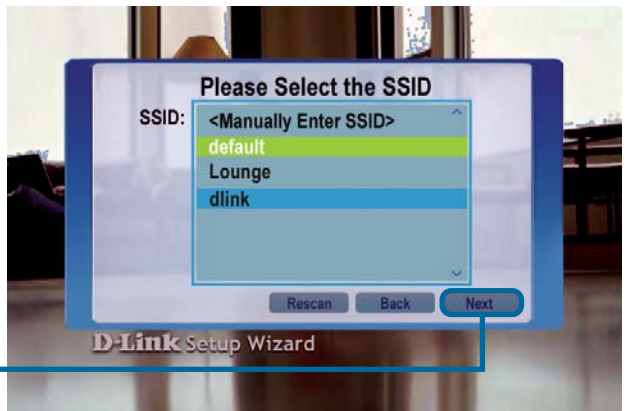 Please Select the SSID
SSID:
<Manually Enter SSID>
default
Lounge
dlink
Rescan Back Next
D-Link Setup Wizard